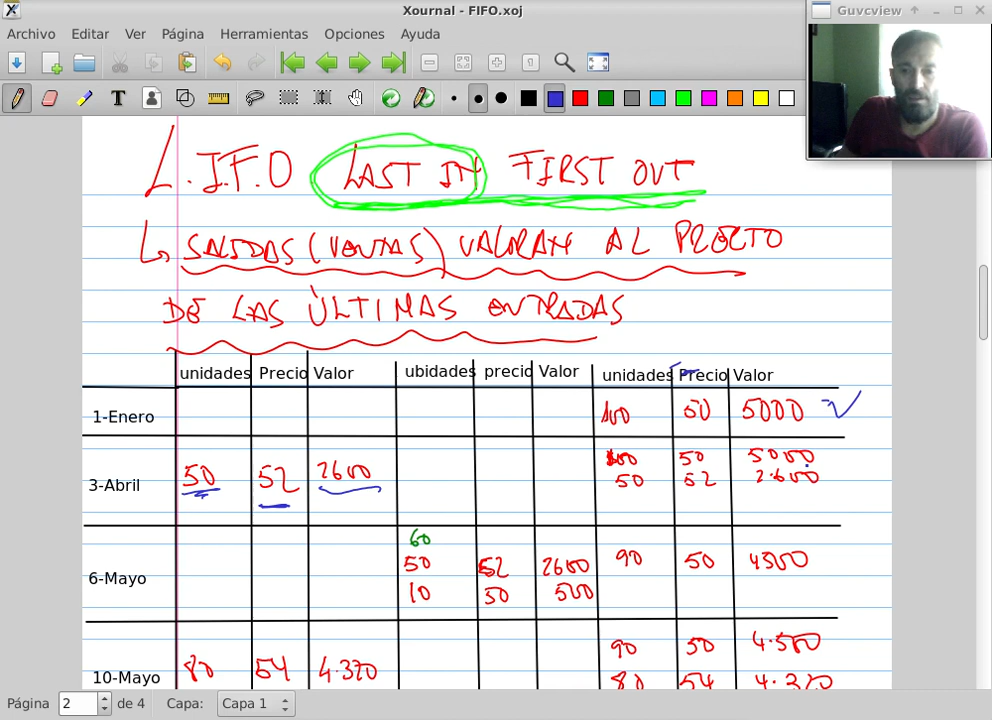 Xournal - FIFO.xoj
Guvcview
Archivo Editar Ver Página Herramientas Opciones Ayuda
L.I.F.O LAST IN FIRST OUT
SALIDAS (VENTAS) VALORAN AL PRECIO
DE LAS ÚLTIMAS ENTRADAS
unidades Precio Valor ubidades precio Valor unidades Precio Valor
1-Enero 100 50 5000
3-Abril 50 52 2600 100 50 5000
50 52 2.600
6-Mayo 60
50 52 2600 90 50 4500
10 50 500
10-Mayo 80 54 4.320 90 50 4.500
80 54 4.320
Página 2 de 4 Capa: Capa 1